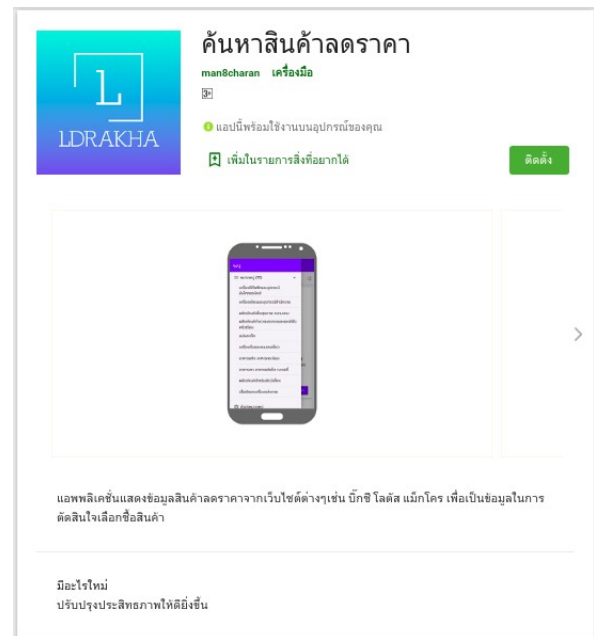 ค้นหาสินค้าลดราคา
man8charan เครื่องมือ
3+
แอปนี้พร้อมใช้งานบนอุปกรณ์ของคุณ
เพิ่มในรายการสิ่งที่อยากได้
ติดตั้ง
L
LDRAKHA
แอพพลิเคชั่นแสดงข้อมูลสินค้าลดราคาจากเว็บไซต์ต่างๆเช่น บิ๊กซี โลตัส แม็กโคร เพื่อเป็นข้อมูลในการ
ตัดสินใจเลือกซื้อสินค้า
มีอะไรใหม่
ปรับปรุงประสิทธภาพให้ดียิ่งขึ้น